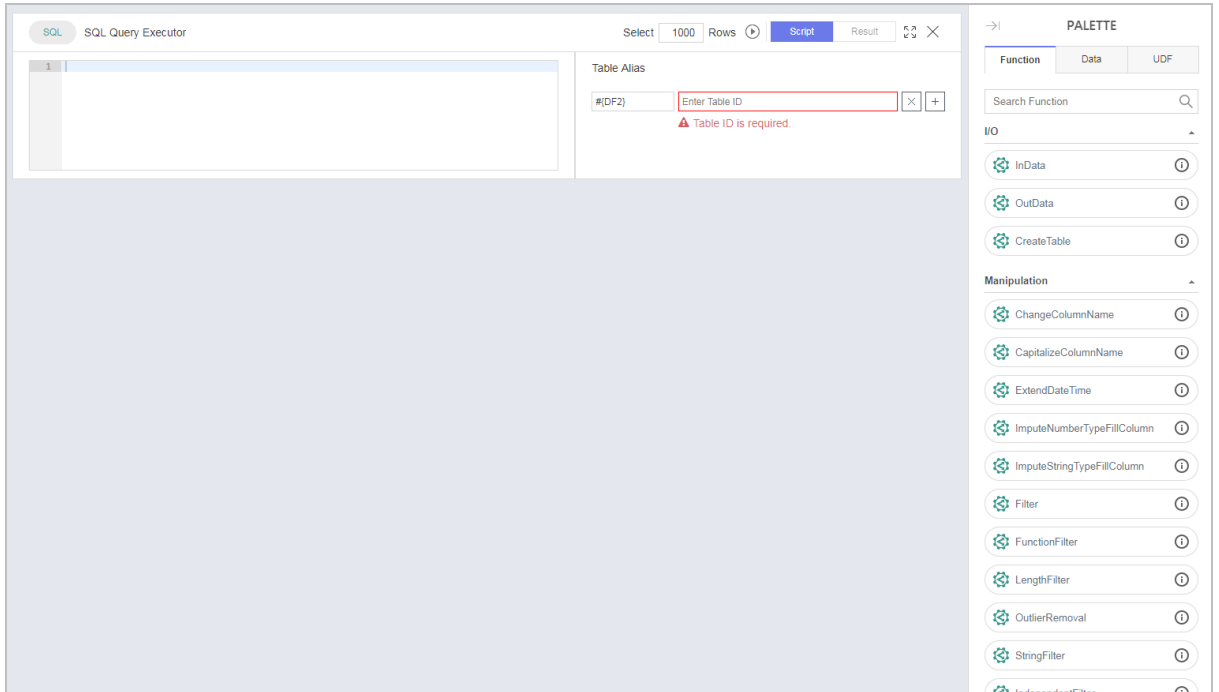 SQL SQL Query Executor Select 1000 Rows Script Result
1
Table Alias
#{DF2} Enter Table ID
Table ID is required.
PALETTE
Function Data UDF
Search Function
I/O
InData
OutData
CreateTable
Manipulation
ChangeColumnName
CapitalizeColumnName
ExtendDateTime
ImputeNumberTypeFillColumn
ImputeStringTypeFillColumn
Filter
FunctionFilter
LengthFilter
OutlierRemoval
StringFilter
IndependentFilter